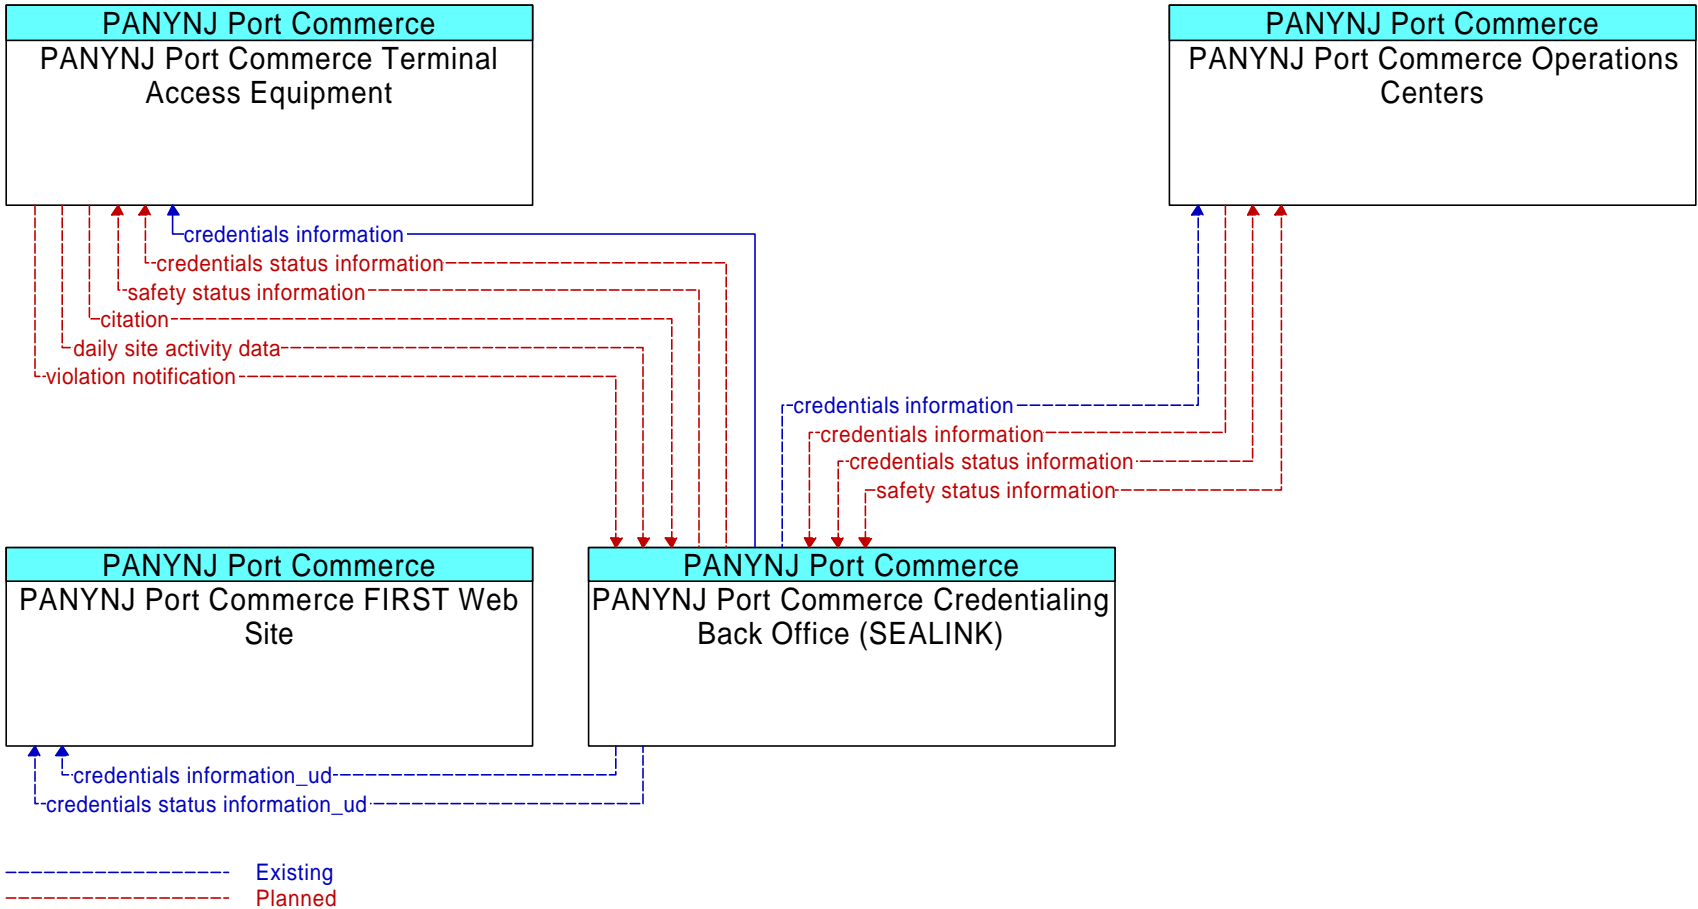 PANYNJ Port Commerce
PANYNJ Port Commerce Terminal
Access Equipment
PANYNJ Port Commerce
PANYNJ Port Commerce Operations
Centers
credentials information
credentials status information
safety status information
citation
daily site activity data
violation notification
credentials information
credentials information
credentials status information
safety status information
PANYNJ Port Commerce
PANYNJ Port Commerce FIRST Web
Site
PANYNJ Port Commerce
PANYNJ Port Commerce Credentialing
Back Office (SEALINK)
credentials information_ud
credentials status information_ud
Existing
Planned